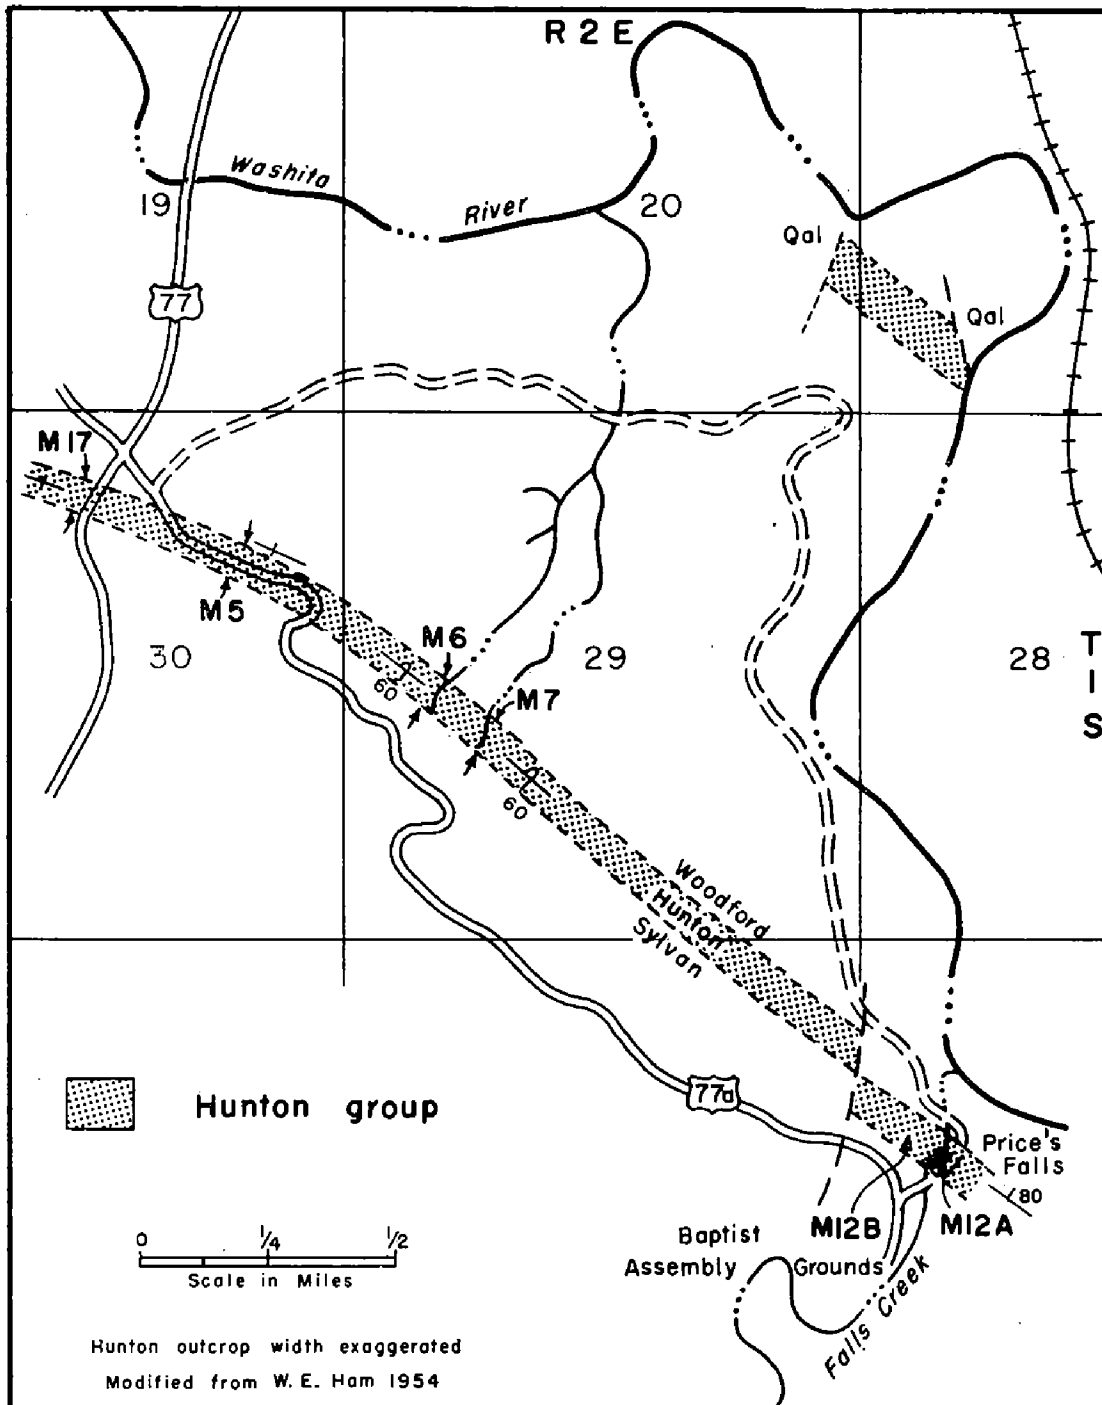 R 2 E
Washita
River
19
20
Qal
77
Qal
M17
M5
M6
30
60
29
28
T
1
S
M7
60
Woodford
Hunton
Sylvan
77a
Hunton group
Price's
Falls
80
M12B
M12A
Baptist
Assembly Grounds
Falls Creek
0 1/4 1/2
Scale in Miles
Hunton outcrop width exaggerated
Modified from W. E. Ham 1954